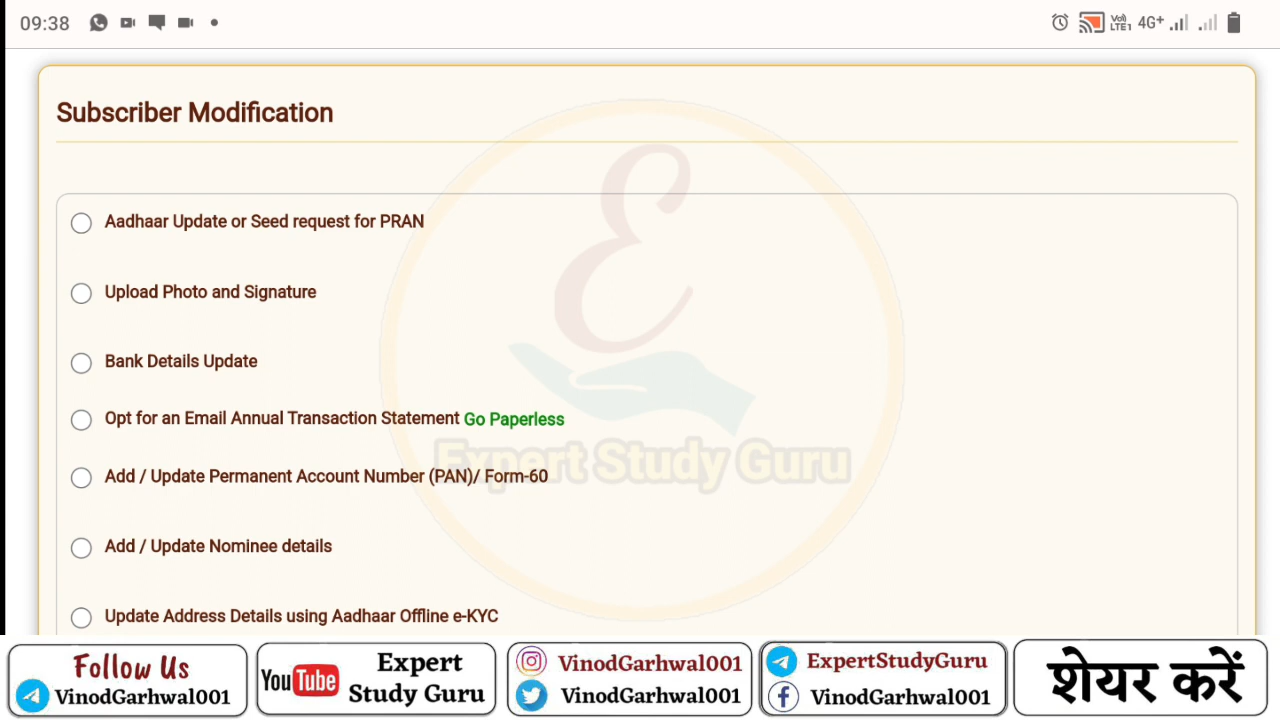 09:38
Vo)) LTE1 4G+
Subscriber Modification
Aadhaar Update or Seed request for PRAN
Upload Photo and Signature
Bank Details Update
Opt for an Email Annual Transaction Statement Go Paperless
Add / Update Permanent Account Number (PAN)/ Form-60
Expert Study Guru
Add / Update Nominee details
Update Address Details using Aadhaar Offline e-KYC
Follow Us
VinodGarhwal001
YouTube
Expert
Study Guru
VinodGarhwal001
VinodGarhwal001
ExpertStudyGuru
VinodGarhwal001
शेयर करें